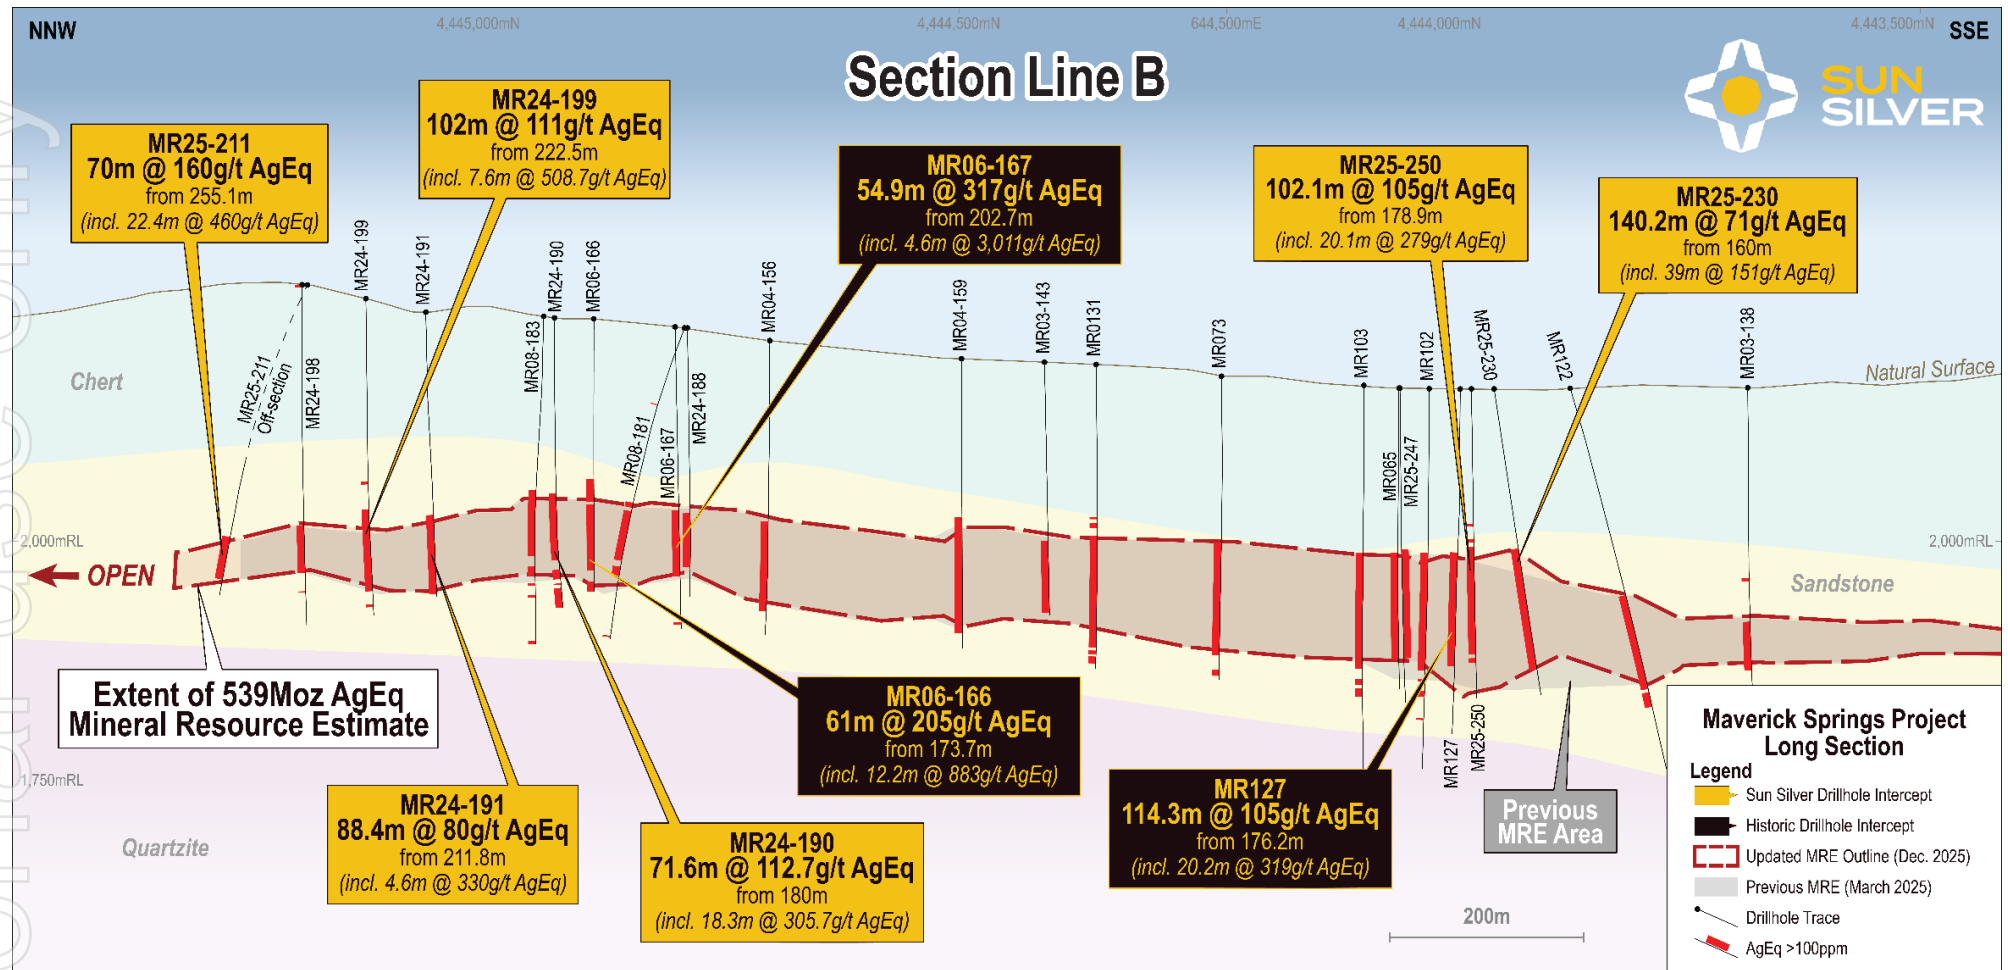 NNW
4,445,000mN
4,444,500mN
644,500mE
4,444,000mN
4,443,500mN
SSE
Section Line B
SUN
SILVER
MR25-211
70m @ 160g/t AgEq
from 255.1m
(incl. 22.4m @ 460g/t AgEq)
MR24-199
102m @ 111g/t AgEq
from 222.5m
(incl. 7.6m @ 508.7g/t AgEq)
MR06-167
54.9m @ 317g/t AgEq
from 202.7m
(incl. 4.6m @ 3,011g/t AgEq)
MR25-250
102.1m @ 105g/t AgEq
from 178.9m
(incl. 20.1m @ 279g/t AgEq)
MR25-230
140.2m @ 71g/t AgEq
from 160m
(incl. 39m @ 151g/t AgEq)
MR25-211
Off-section
MR24-198
MR24-199
MR24-191
MR08-183
MR24-190
MR06-166
MR08-181
MR06-167
MR24-188
MR04-156
MR04-159
MR03-143
MR0131
MR073
MR103
MR065
MR25-247
MR102
MR25-230
MR122
MR03-138
Natural Surface
Chert
2,000mRL
2,000mRL
OPEN
Sandstone
Extent of 539Moz AgEq
Mineral Resource Estimate
MR06-166
61m @ 205g/t AgEq
from 173.7m
(incl. 12.2m @ 883g/t AgEq)
MR127
MR25-250
1,750mRL
Quartzite
MR24-191
88.4m @ 80g/t AgEq
from 211.8m
(incl. 4.6m @ 330g/t AgEq)
MR24-190
71.6m @ 112.7g/t AgEq
from 180m
(incl. 18.3m @ 305.7g/t AgEq)
MR127
114.3m @ 105g/t AgEq
from 176.2m
(incl. 20.2m @ 319g/t AgEq)
Previous
MRE Area
200m
Maverick Springs Project
Long Section
Legend
Sun Silver Drillhole Intercept
Historic Drillhole Intercept
Updated MRE Outline (Dec. 2025)
Previous MRE (March 2025)
Drillhole Trace
AgEq >100ppm